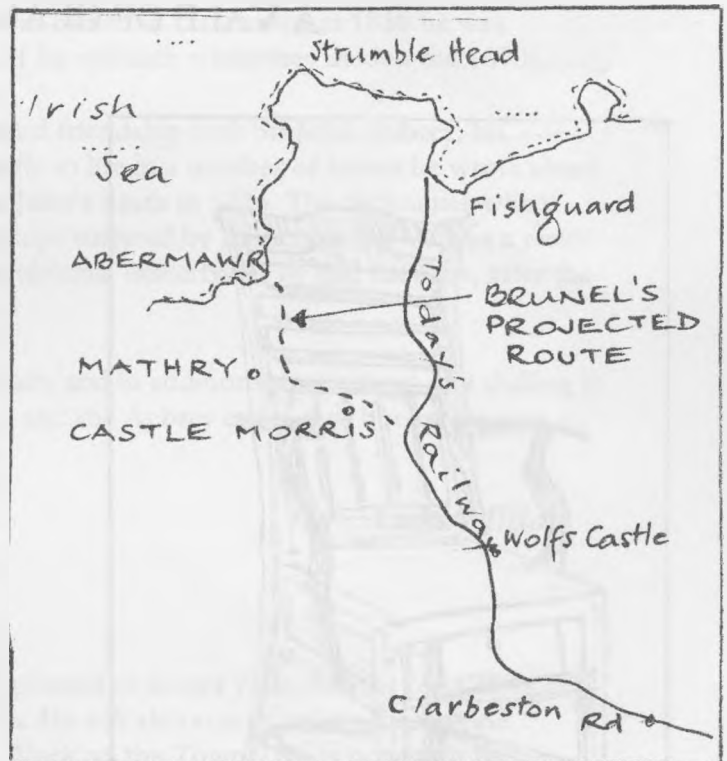 Strumble Head
Irish
Sea
Fishguard
ABERMAWR
Today's Railway
BRUNEL'S
PROJECTED
ROUTE
MATHRY
CASTLE MORRIS
Wolfs Castle
Clarbeston Rd